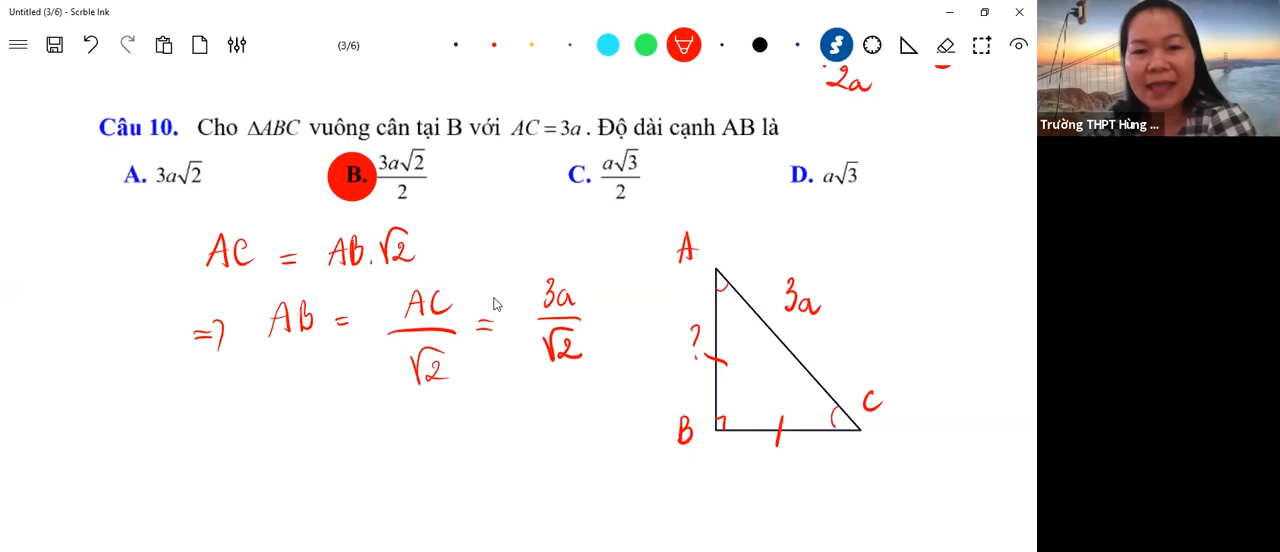 Untitled (3/6) - Scrble Ink
(3/6)
2a
Trường THPT Hùng ...
Câu 10. Cho ΔABC vuông cân tại B với AC = 3a . Độ dài cạnh AB là
A. 3a√2 B. 3a√2/2 C. a√3/2 D. a√3
AC = AB.√2
=> AB = AC/√2 = 3a/√2
A
3a
?
C
B